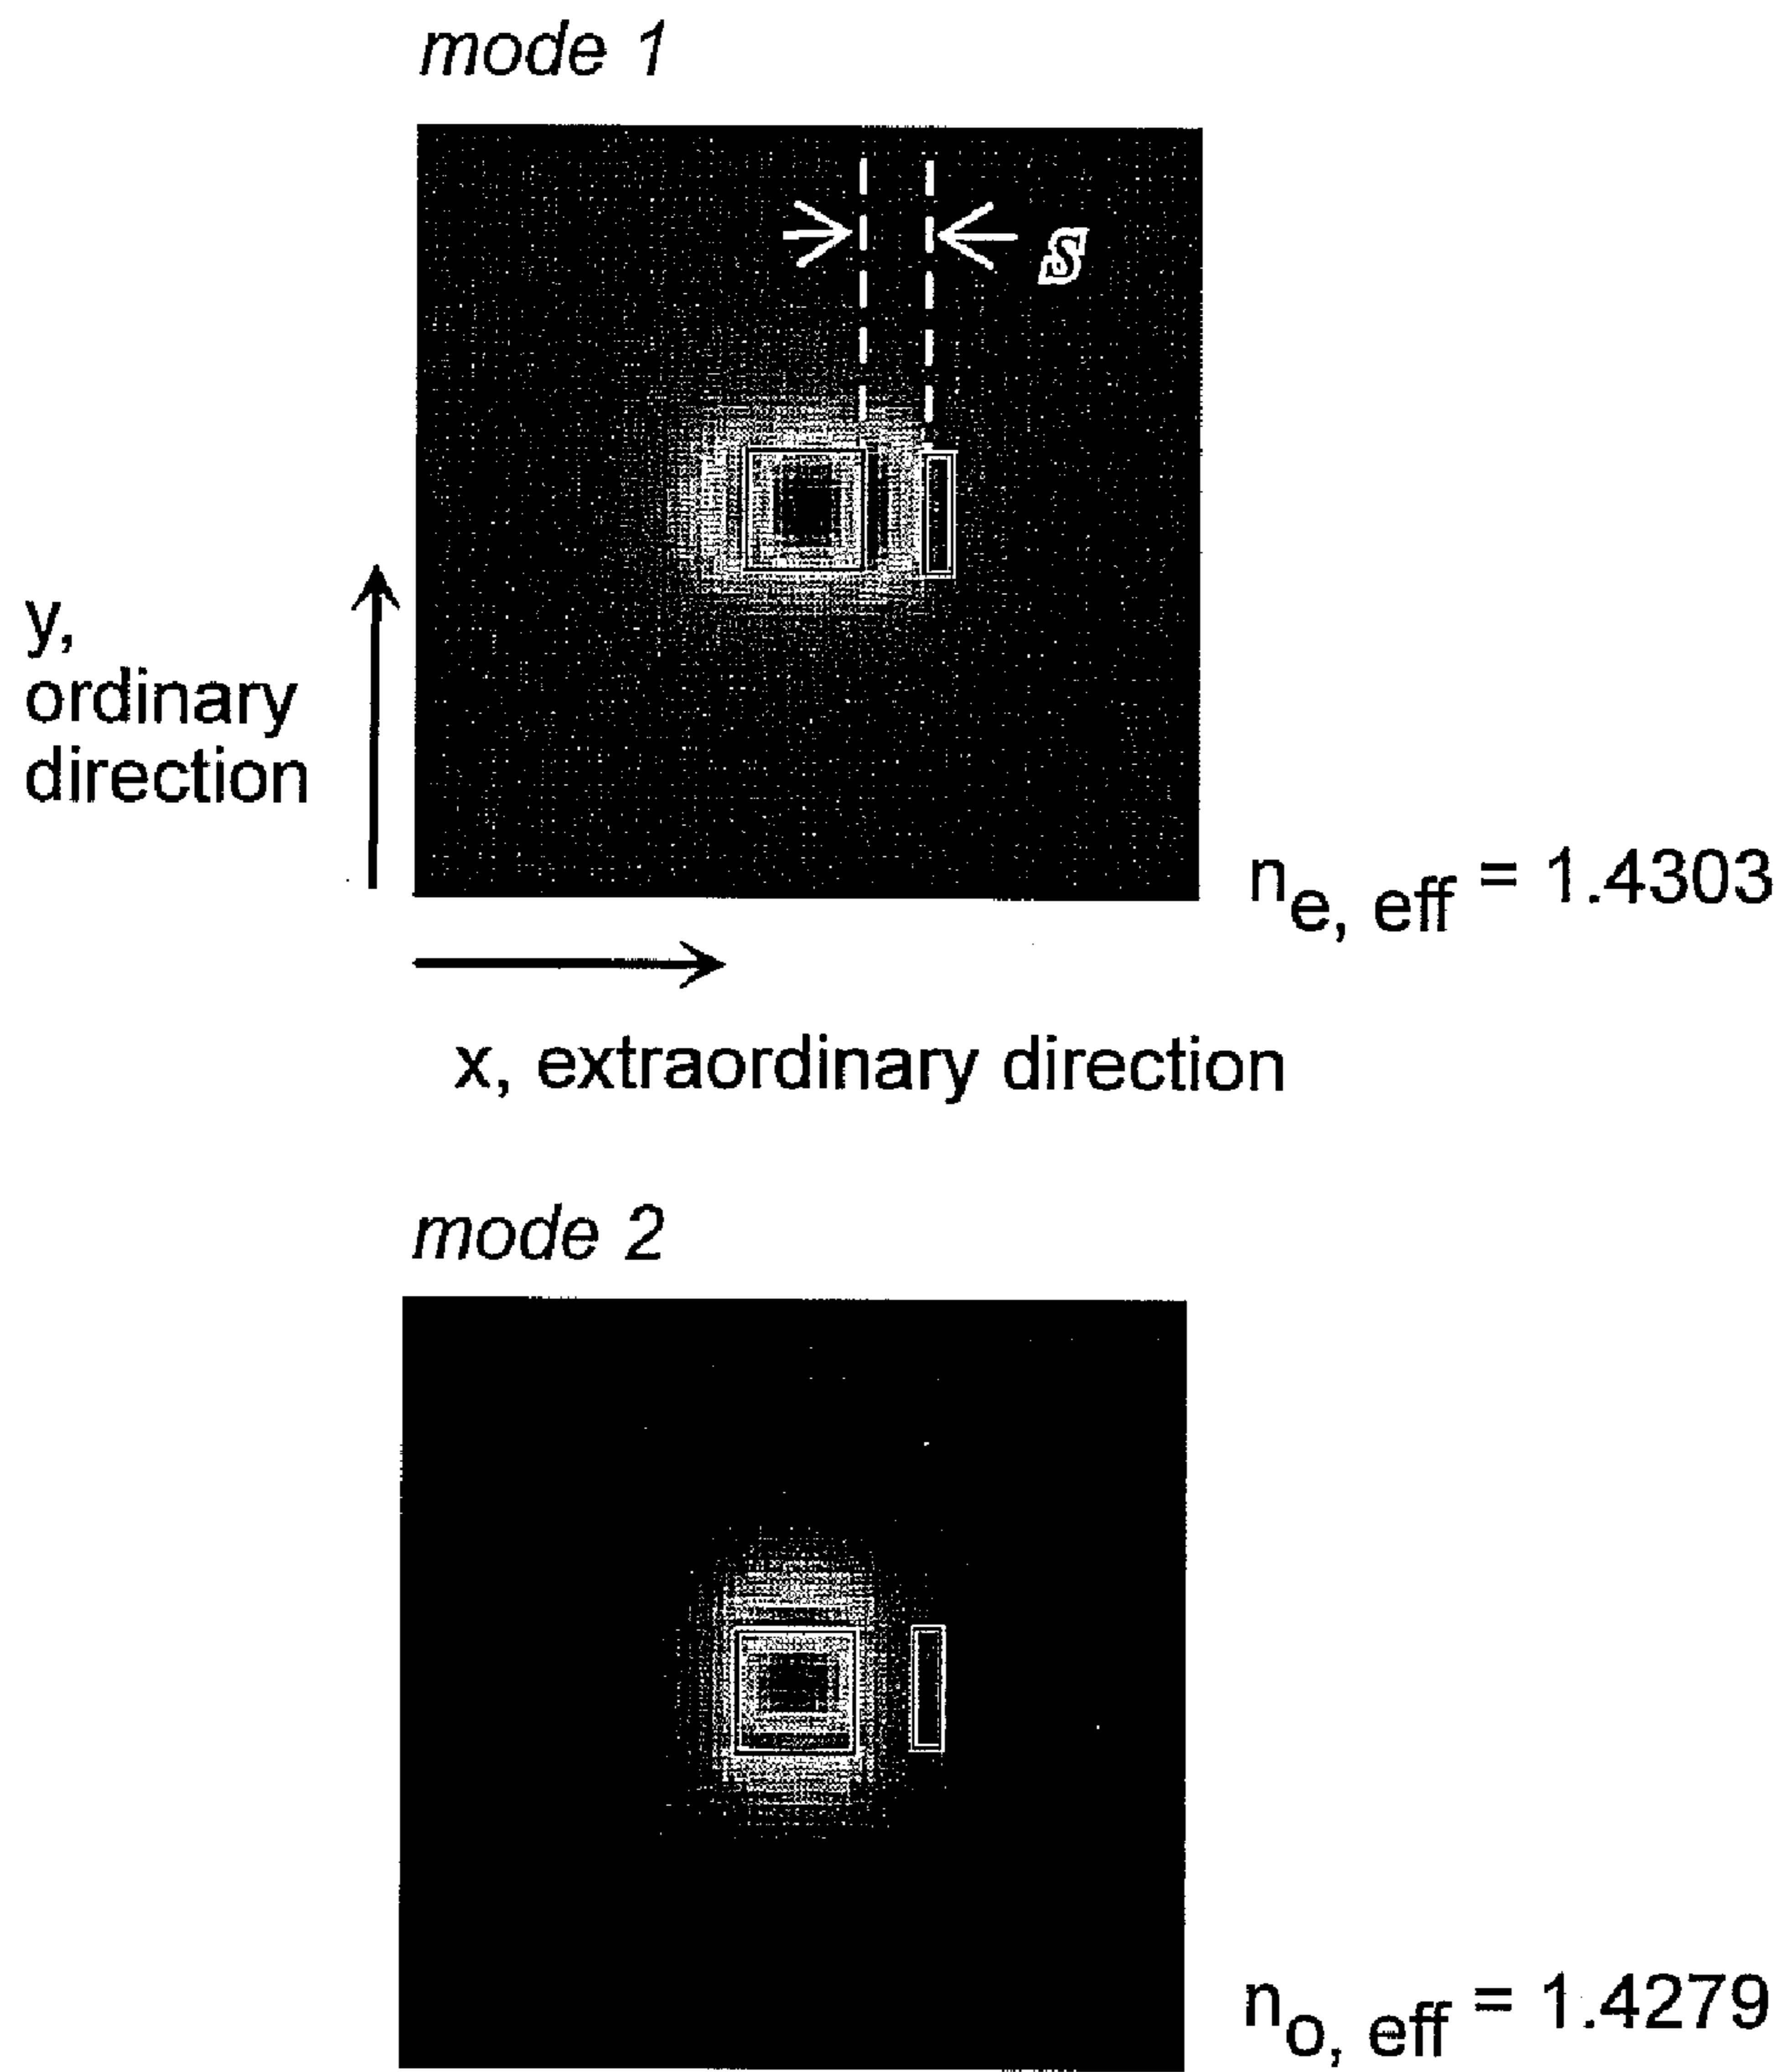 mode 1
S
y,
ordinary
direction
n_e, eff = 1.4303
x, extraordinary direction
mode 2
n_o, eff = 1.4279